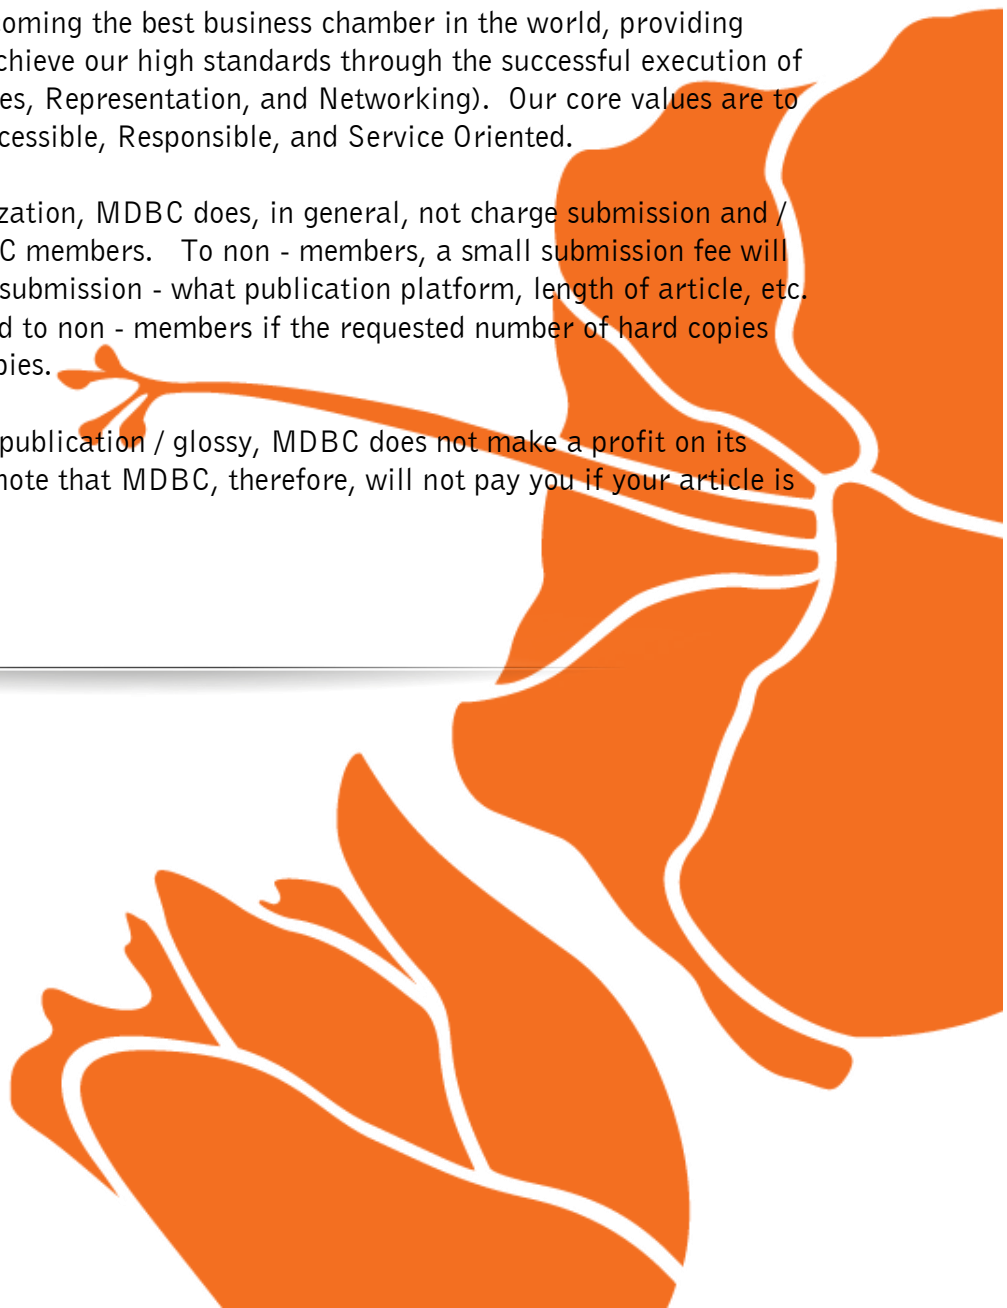 oming the best business chamber in the world, providing
chieve our high standards through the successful execution of
es, Representation, and Networking).  Our core values are to
cessible, Responsible, and Service Oriented.
zation, MDBC does, in general, not charge submission and /
C members.   To non - members, a small submission fee will
submission - what publication platform, length of article, etc.
d to non - members if the requested number of hard copies
pies.
publication / glossy, MDBC does not make a profit on its
note that MDBC, therefore, will not pay you if your article is